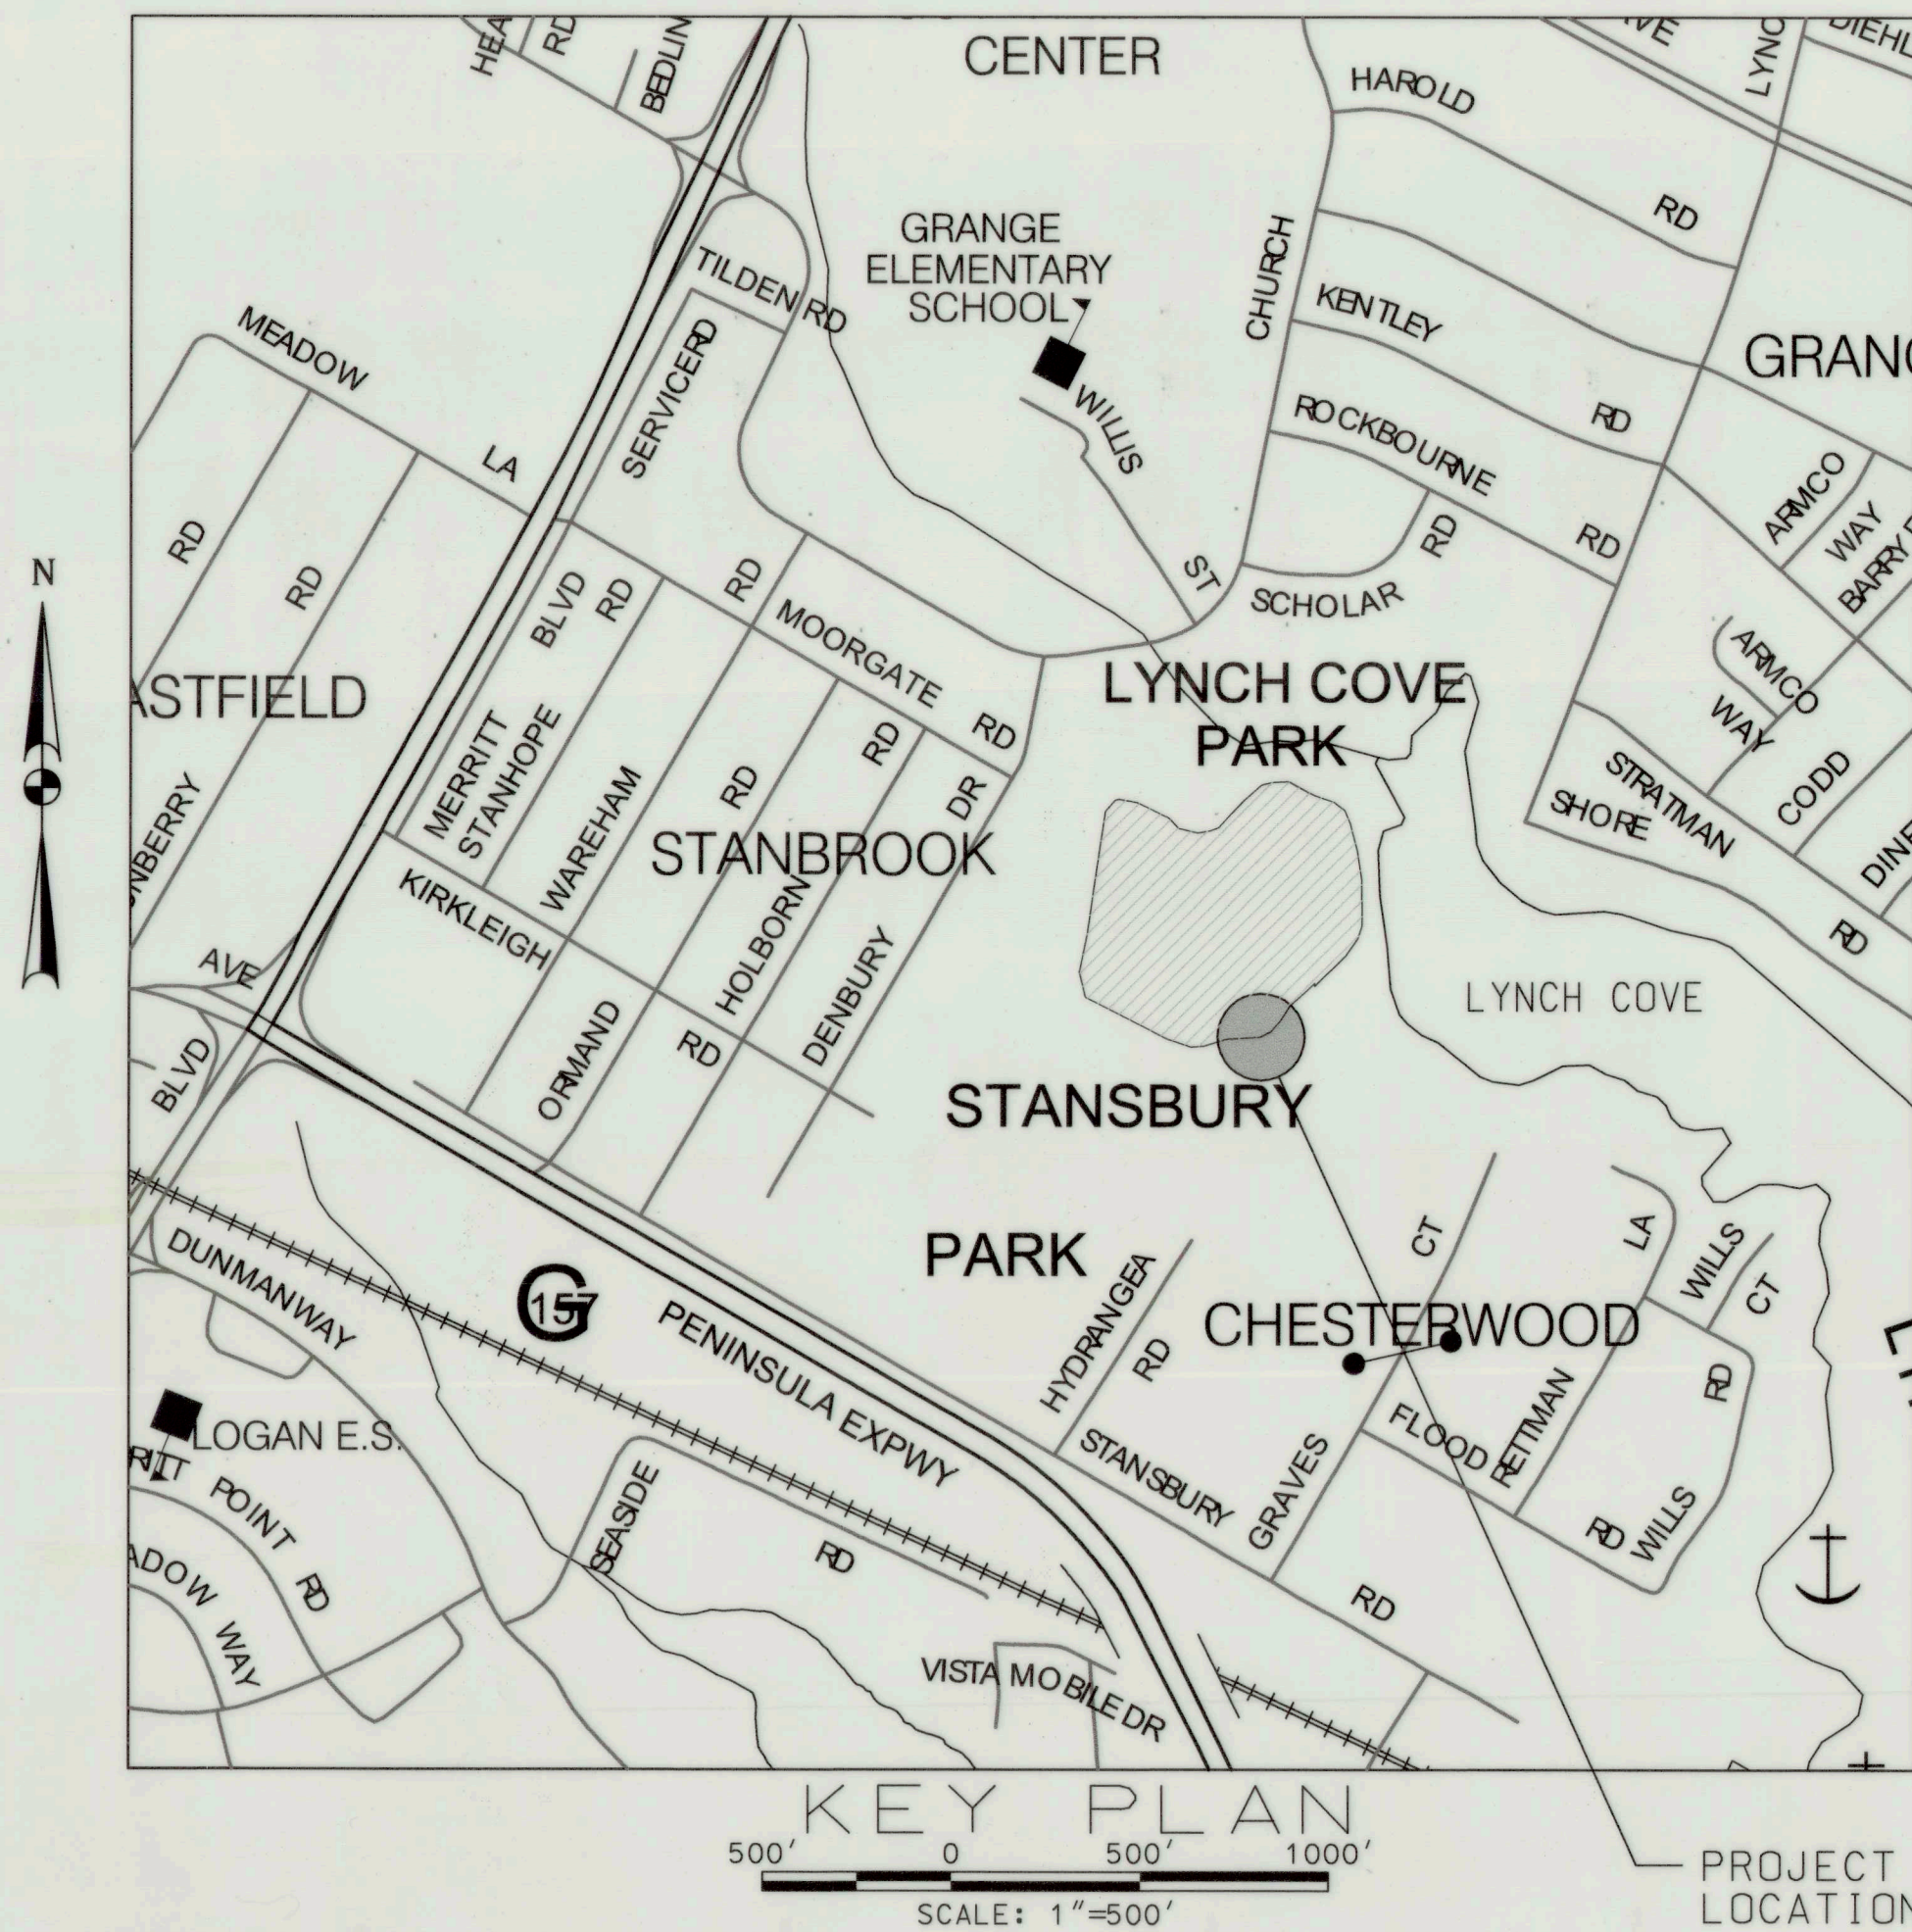 CENTER
HAROLD
RD
BEDLIN
RD
GRANGE
ELEMENTARY
SCHOOL
CHURCH
TILDEN RD
KENTLEY
RD
MEADOW
LA
SERVICE RD
WILLIS
ST
ROCKBOURNE
RD
ARMCO
WAY
RD
RD
BLVD
RD
RD
MOORGATE
RD
SCHOLAR
RD
LYNCH COVE
PARK
ARMCO
WAY
STRATMAN
SHORE
RD
CODD
MERRITT
STANHOPE
WAREHAM
RD
RD
DR
STANBROOK
KIRKLEIGH
RD
HOLBORN
DENBURY
ORMAND
AVE
BLVD
N
LYNCH COVE
STANSBURY
PARK
DUNMANWAY
G
157
PENINSULA EXPWY
HYDRANGEA
RD
CT
LA
WILLS
CT
CHESTERWOOD
RD
FLOOD
RD
REITMAN
WILLS
GRAVES
STANSBURY
RD
LOGAN E.S.
POINT
RD
WAY
SEASIDE
RD
VISTA MOBILE DR
KEY PLAN
500' 0 500' 1000'
SCALE: 1"=500'
PROJECT
LOCATION